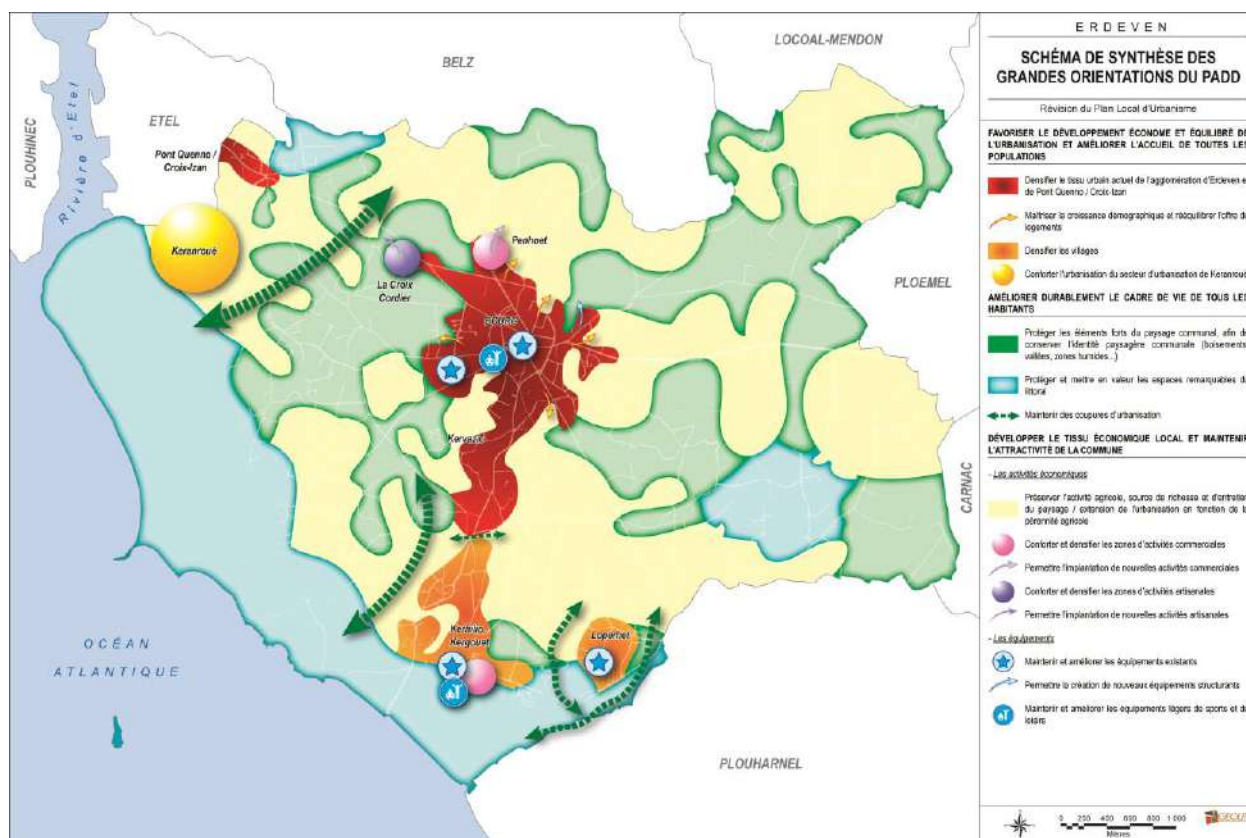 LOCOAL-MENDON
BELZ
ETEL
PLOUHINEC
Rivière d'Etel
Pont Quenno /
Croix-Izan
Keranroué
Penhoet
La Croix
Cordier
PLOEMEL
Kervazic
CARNAC
Kerhillio
Kergouet
Loperhet
OCÉAN
ATLANTIQUE
PLOUHARNEL
ERDEVEN
SCHÉMA DE SYNTHÈSE DES
GRANDES ORIENTATIONS DU PADD
Révision du Plan Local d'Urbanisme
FAVORISER LE DÉVELOPPEMENT ÉCONOME ET ÉQUILIBRÉ DE
L'URBANISATION ET AMÉLIORER L'ACCUEIL DE TOUTES LES
POPULATIONS
Densifier le tissu urbain actuel de l'agglomération d'Erdeven e
de Pont Quenno / Croix-Izan
Maîtriser la croissance démographique et rééquilibrer l'offre de
logements
Densifier les villages
Conforter l'urbanisation du secteur d'urbanisation de Keranroué
AMÉLIORER DURABLEMENT LE CADRE DE VIE DE TOUS LES
HABITANTS
Protéger les éléments forts du paysage communal, afin de
conserver l'identité paysagère communale (boisements,
vallées, zones humides...)
Protéger et mettre en valeur les espaces remarquables du
littoral
Maintenir des coupures d'urbanisation
DÉVELOPPER LE TISSU ÉCONOMIQUE LOCAL ET MAINTENIR
L'ATTRACTIVITÉ DE LA COMMUNE
- Les activités économiques
Préserver l'activité agricole, source de richesse et d'entretien
du paysage / extension de l'urbanisation en fonction de la
pérennité agricole
Conforter et densifier les zones d'activités commerciales
Permettre l'implantation de nouvelles activités commerciales
Conforter et densifier les zones d'activités artisanales
Permettre l'implantation de nouvelles activités artisanales
- Les équipements
Maintenir et améliorer les équipements existants
Permettre la création de nouveaux équipements structurants
Maintenir et améliorer les équipements légers de sports et de
loisirs
0 200 400 600 800 1 000
Mètres